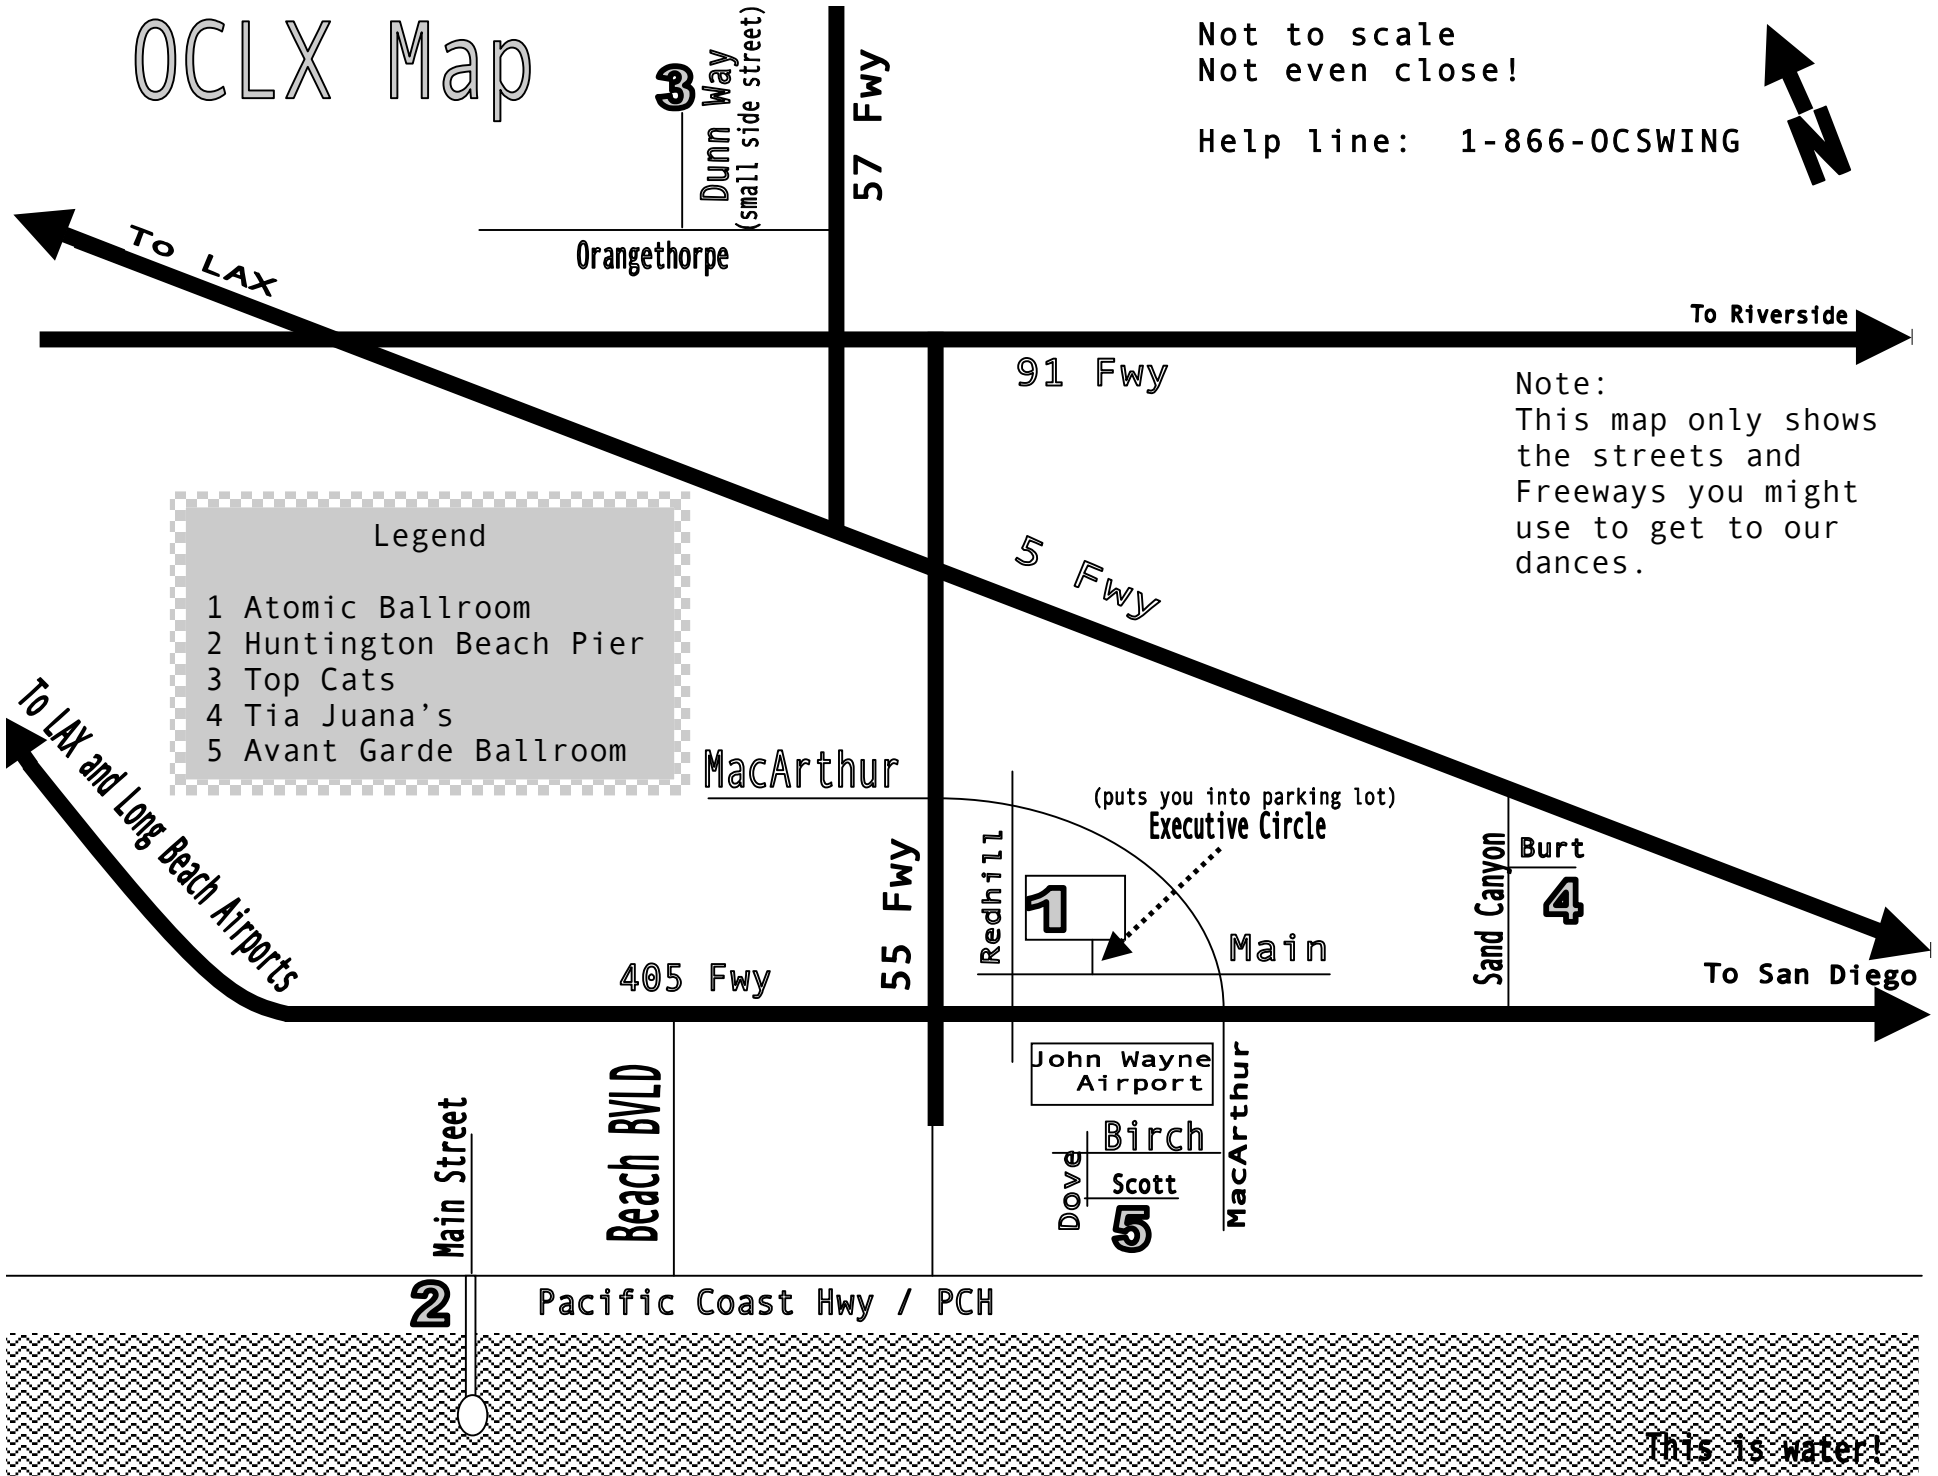 OCLX Map
Not to scale
Not even close!
Help line: 1-866-OCSWING
N
3
Dunn Way
(small side street)
57 Fwy
Orangethorpe
To LAX
To Riverside
91 Fwy
Note:
This map only shows
the streets and
Freeways you might
use to get to our
dances.
Legend
1 Atomic Ballroom
2 Huntington Beach Pier
3 Top Cats
4 Tia Juana’s
5 Avant Garde Ballroom
5 Fwy
To LAX and Long Beach Airports
MacArthur
(puts you into parking lot)
Executive Circle
55 Fwy
Redhill
1
Main
Sand Canyon
Burt
4
405 Fwy
To San Diego
John Wayne
Airport
MacArthur
Birch
Dove
Scott
5
Main Street
Beach BVLD
2
Pacific Coast Hwy / PCH
This is water!